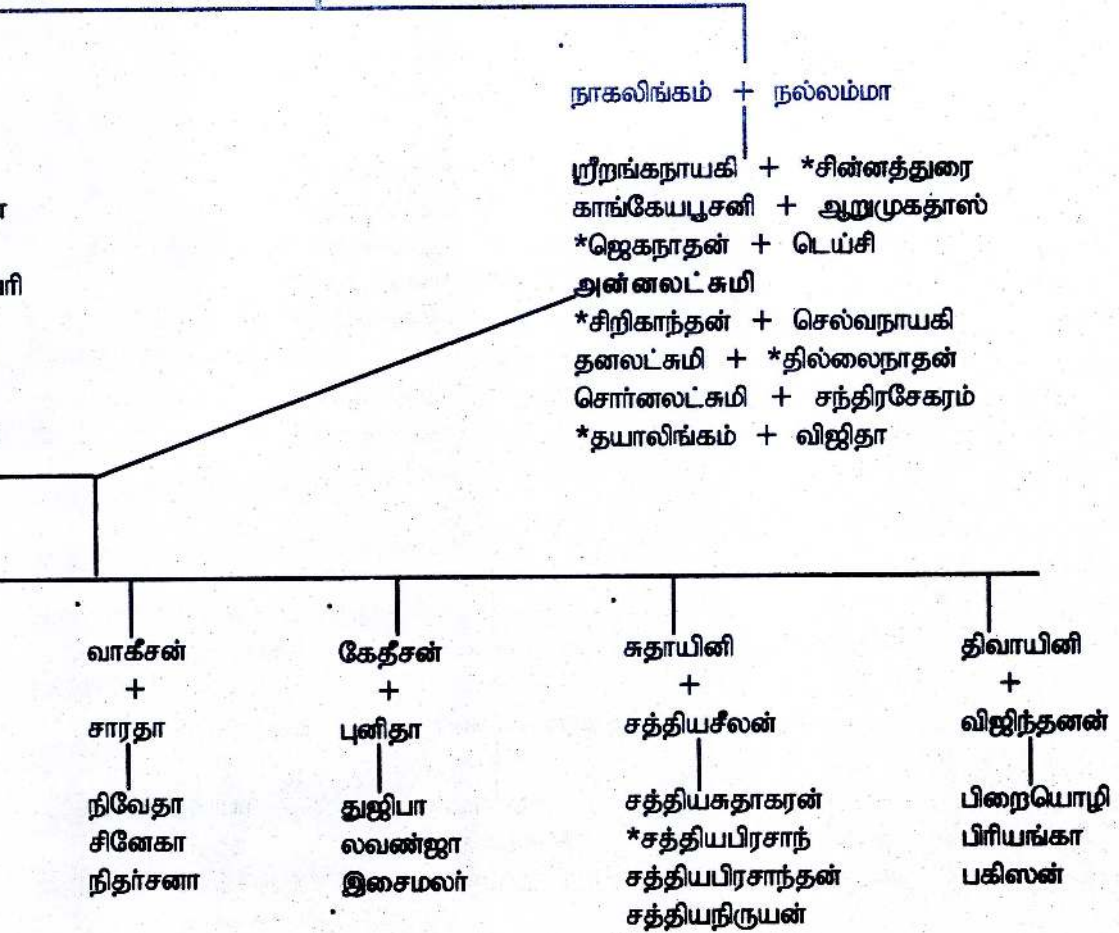 நாகலிங்கம் + நல்லம்மா
ஸ்ரீறங்கநாயகி + *சின்னத்துரை
காங்கேயபூசனி + ஆறுமுகதாஸ்
*ஜெகநாதன் + டெய்சி
அன்னலட்சுமி
*சிறிகாந்தன் + செல்வநாயகி
தனலட்சுமி + *தில்லைநாதன்
சொர்னலட்சுமி + சந்திரசேகரம்
*தயாலிங்கம் + விஜிதா
வாகீசன்
+
சாரதா
நிவேதா
சினேகா
நிதர்சனா
கேதீசன்
+
புனிதா
துஜிபா
லவண்ஜா
இசைமலர்
சுதாயினி
+
சத்தியசீலன்
சத்தியசுதாகரன்
*சத்தியபிரசாந்
சத்தியபிரசாந்தன்
சத்தியநிருயன்
திவாயினி
+
விஜிந்தனன்
பிறையொழி
பிரியங்கா
பகிஸன்